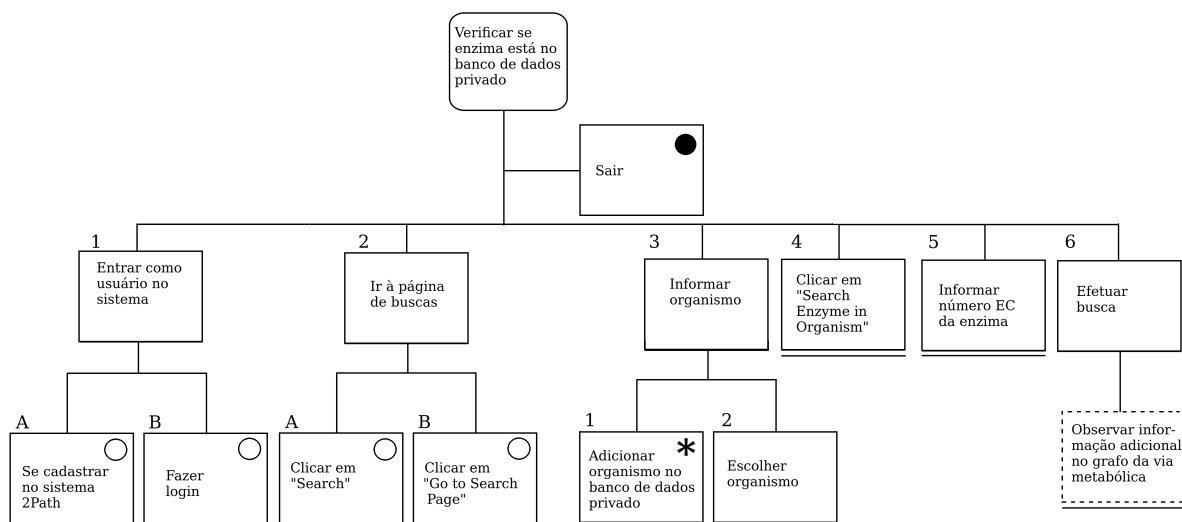 Verificar se
enzima está no
banco de dados
privado
Sair
1
Entrar como
usuário no
sistema
2
Ir à página
de buscas
3
Informar
organismo
4
Clicar em
"Search
Enzyme in
Organism"
5
Informar
número EC
da enzima
6
Efetuar
busca
A
Se cadastrar
no sistema
2Path
B
Fazer
login
A
Clicar em
"Search"
B
Clicar em
"Go to Search
Page"
1
*
Adicionar
organismo no
banco de dados
privado
2
Escolher
organismo
Observar infor-
mação adicional
no grafo da via
metabólica